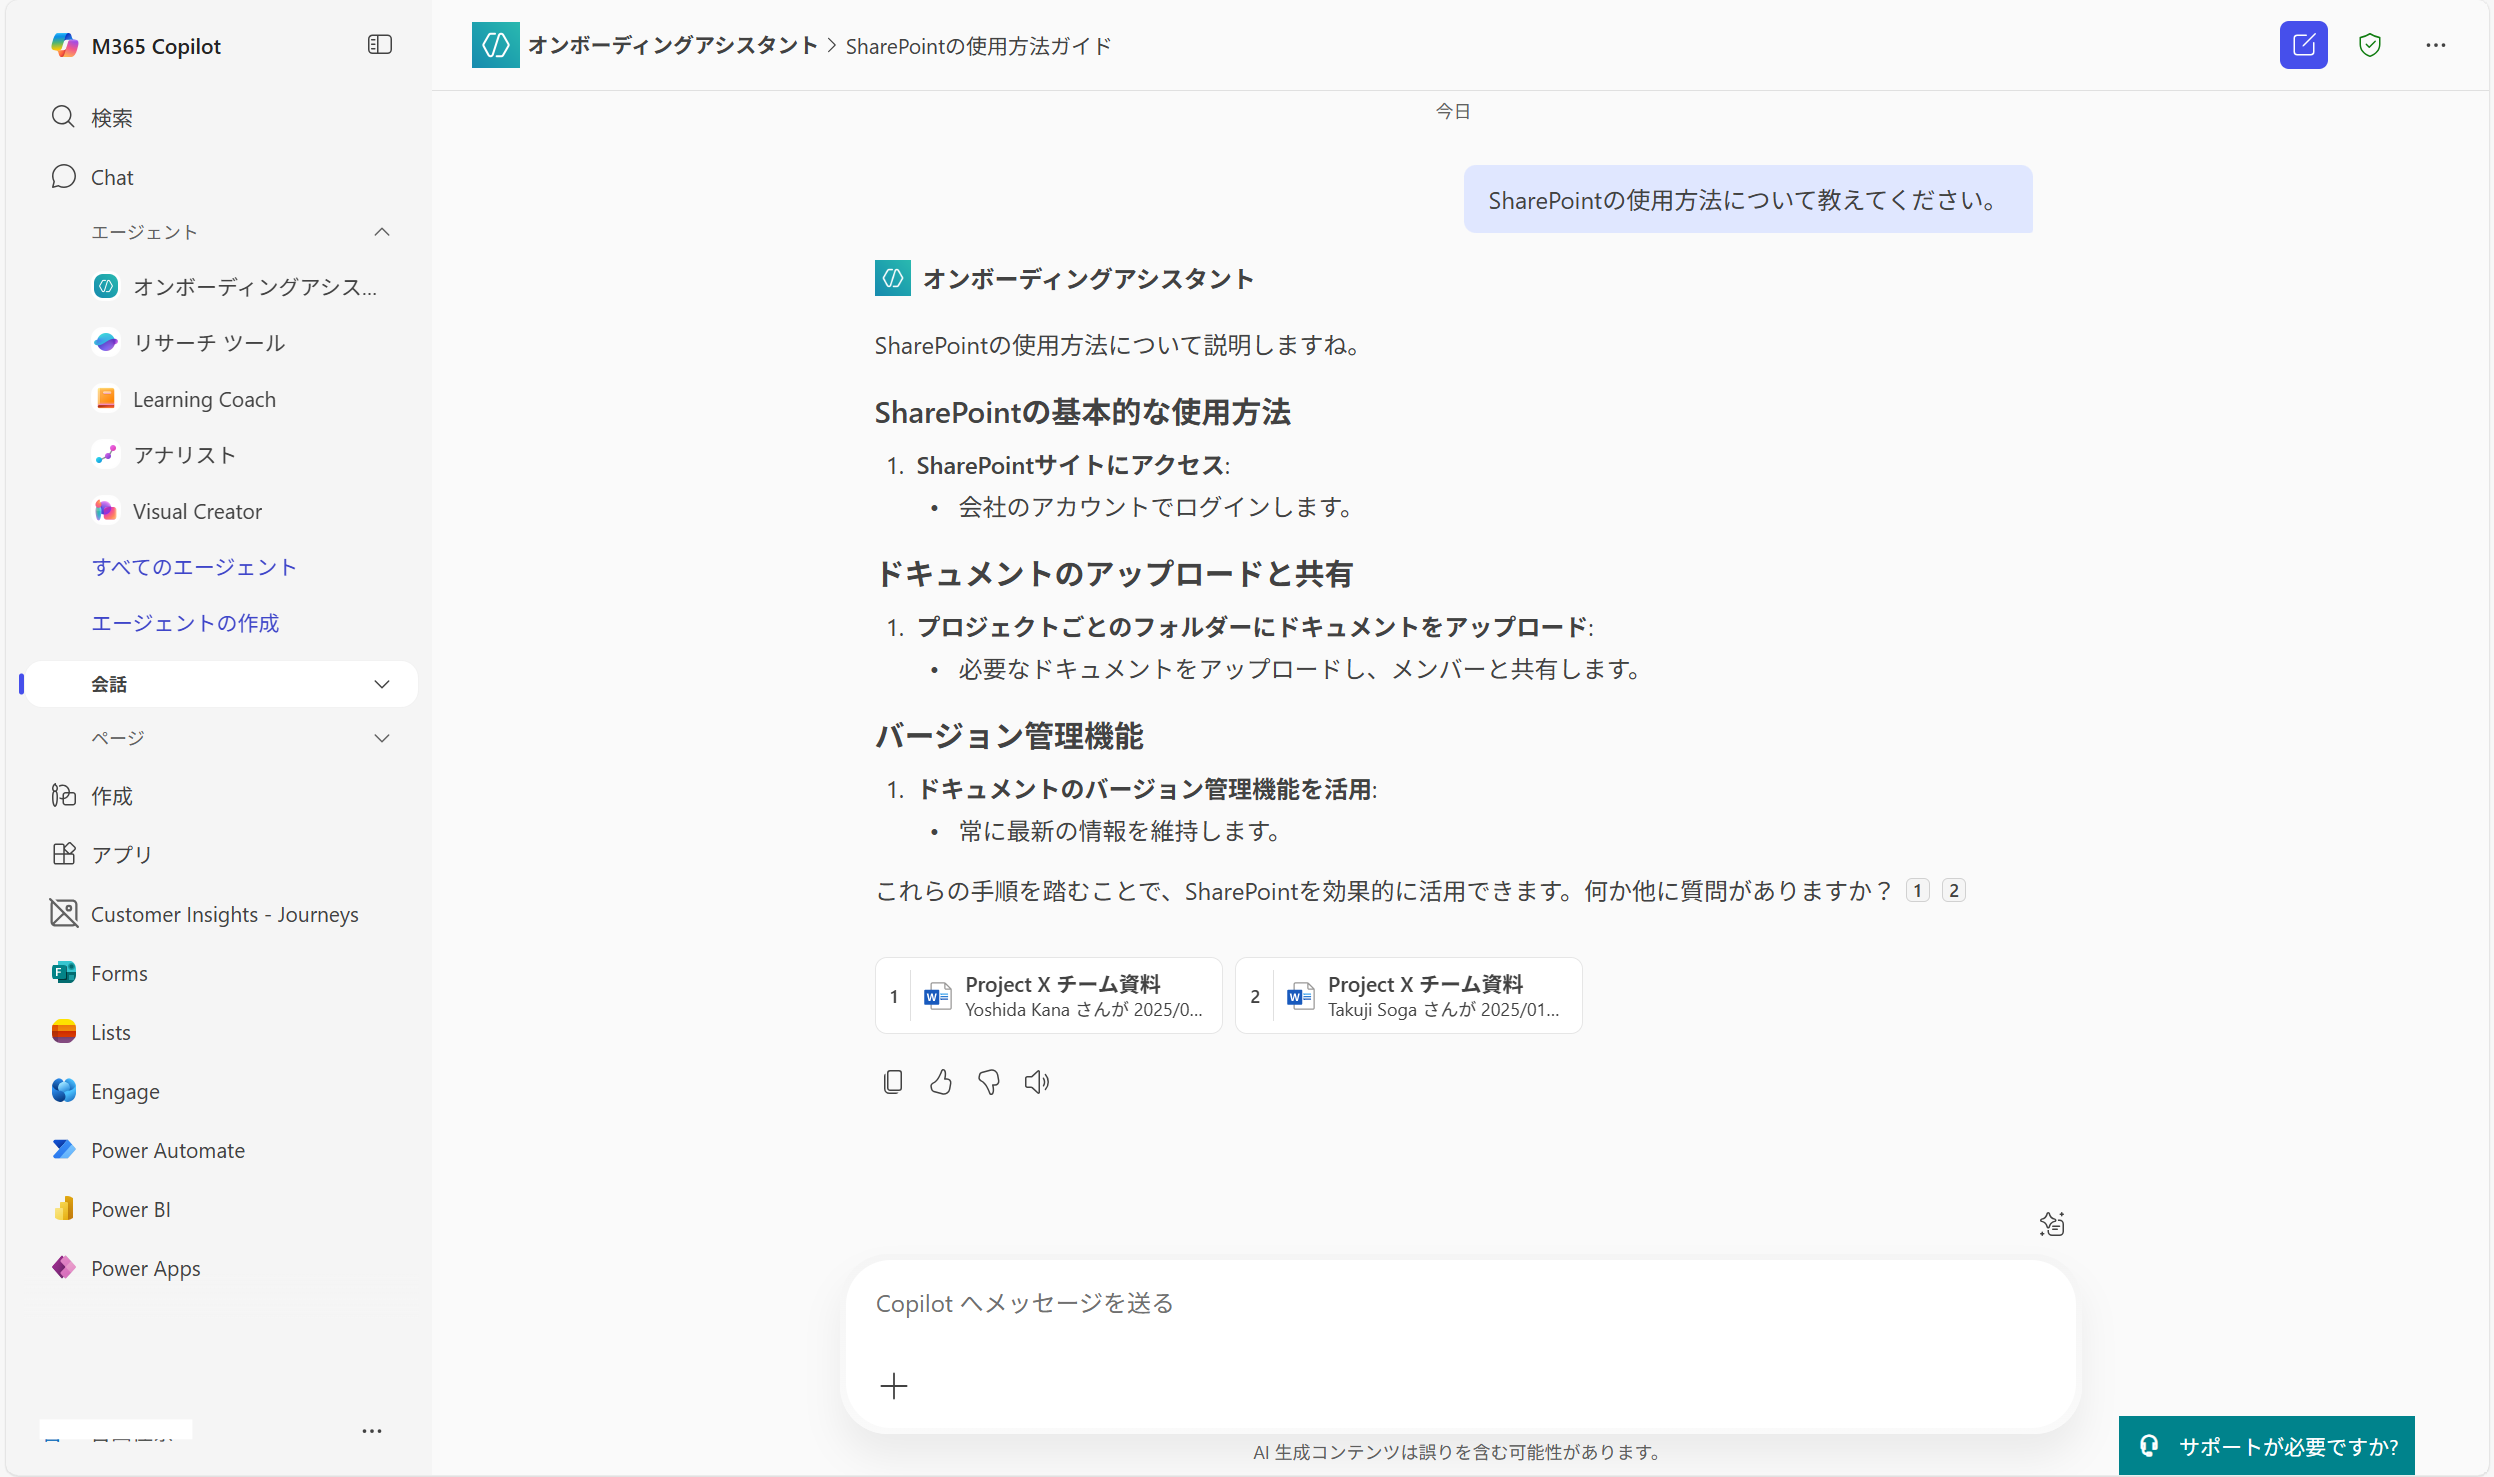 M365 Copilot
検索
Chat
エージェント
オンボーディングアシス...
リサーチ ツール
Learning Coach
アナリスト
Visual Creator
すべてのエージェント
エージェントの作成
会話
ページ
作成
アプリ
Customer Insights - Journeys
Forms
Lists
Engage
Power Automate
Power BI
Power Apps
オンボーディングアシスタント > SharePointの使用方法ガイド
今日
SharePointの使用方法について教えてください。
オンボーディングアシスタント
SharePointの使用方法について説明しますね。
SharePointの基本的な使用方法
1. SharePointサイトにアクセス:
• 会社のアカウントでログインします。
ドキュメントのアップロードと共有
1. プロジェクトごとのフォルダーにドキュメントをアップロード:
• 必要なドキュメントをアップロードし、メンバーと共有します。
バージョン管理機能
1. ドキュメントのバージョン管理機能を活用:
• 常に最新の情報を維持します。
これらの手順を踏むことで、SharePointを効果的に活用できます。何か他に質問がありますか？ 1 2
1 Project X チーム資料
Yoshida Kana さんが 2025/0...
2 Project X チーム資料
Takuji Soga さんが 2025/01...
Copilot へメッセージを送る
AI 生成コンテンツは誤りを含む可能性があります。
サポートが必要ですか?